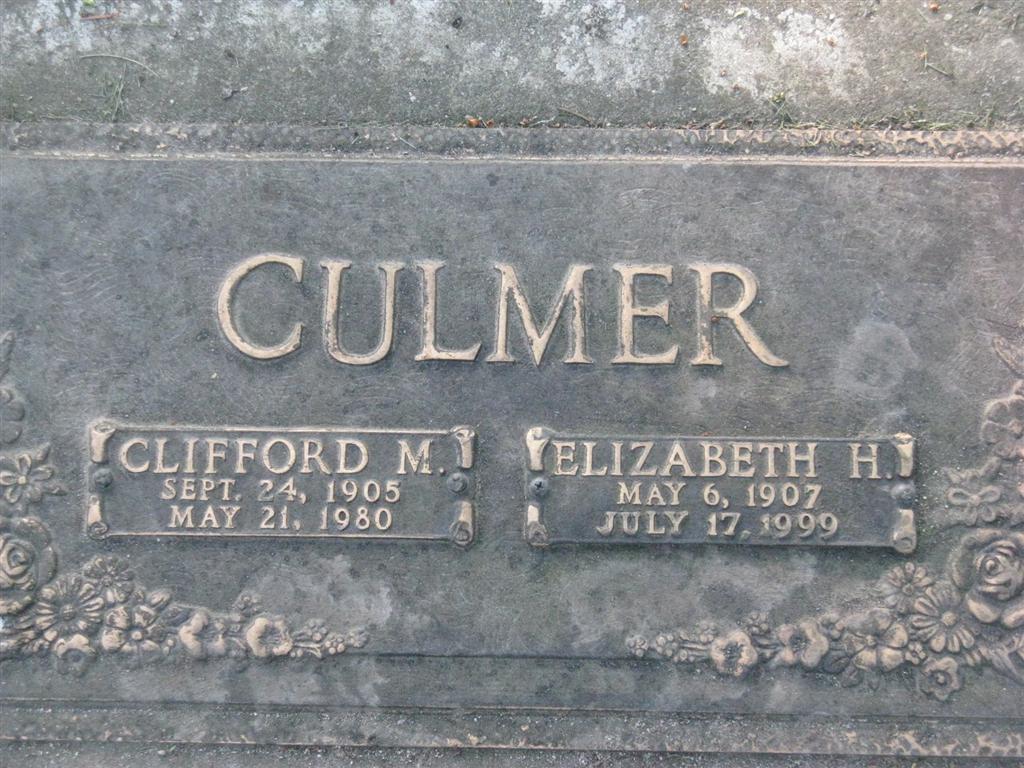 CULMER
CLIFFORD M.
SEPT. 24, 1905
MAY 21, 1980
ELIZABETH H.
MAY 6, 1907
JULY 17, 1999